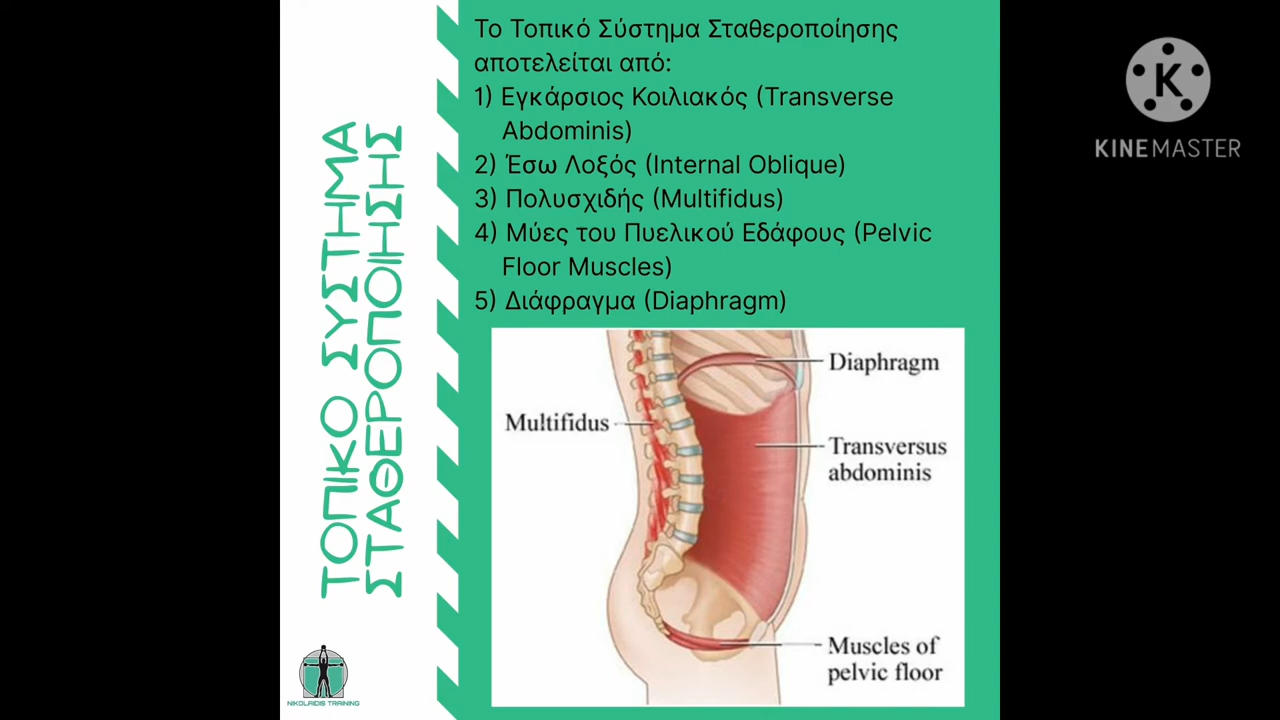 ΤΟΠΙΚΟ ΣΥΣΤΗΜΑ
ΣΤΑΘΕΡΟΠΟΙΗΣΗΣ
NIKOLAIDIS TRAINING
Το Τοπικό Σύστημα Σταθεροποίησης
αποτελείται από:
1) Εγκάρσιος Κοιλιακός (Transverse
Abdominis)
2) Έσω Λοξός (Internal Oblique)
3) Πολυσχιδής (Multifidus)
4) Μύες του Πυελικού Εδάφους (Pelvic
Floor Muscles)
5) Διάφραγμα (Diaphragm)
Diaphragm
Multifidus
Transversus
abdominis
Muscles of
pelvic floor
K
KINEMASTER